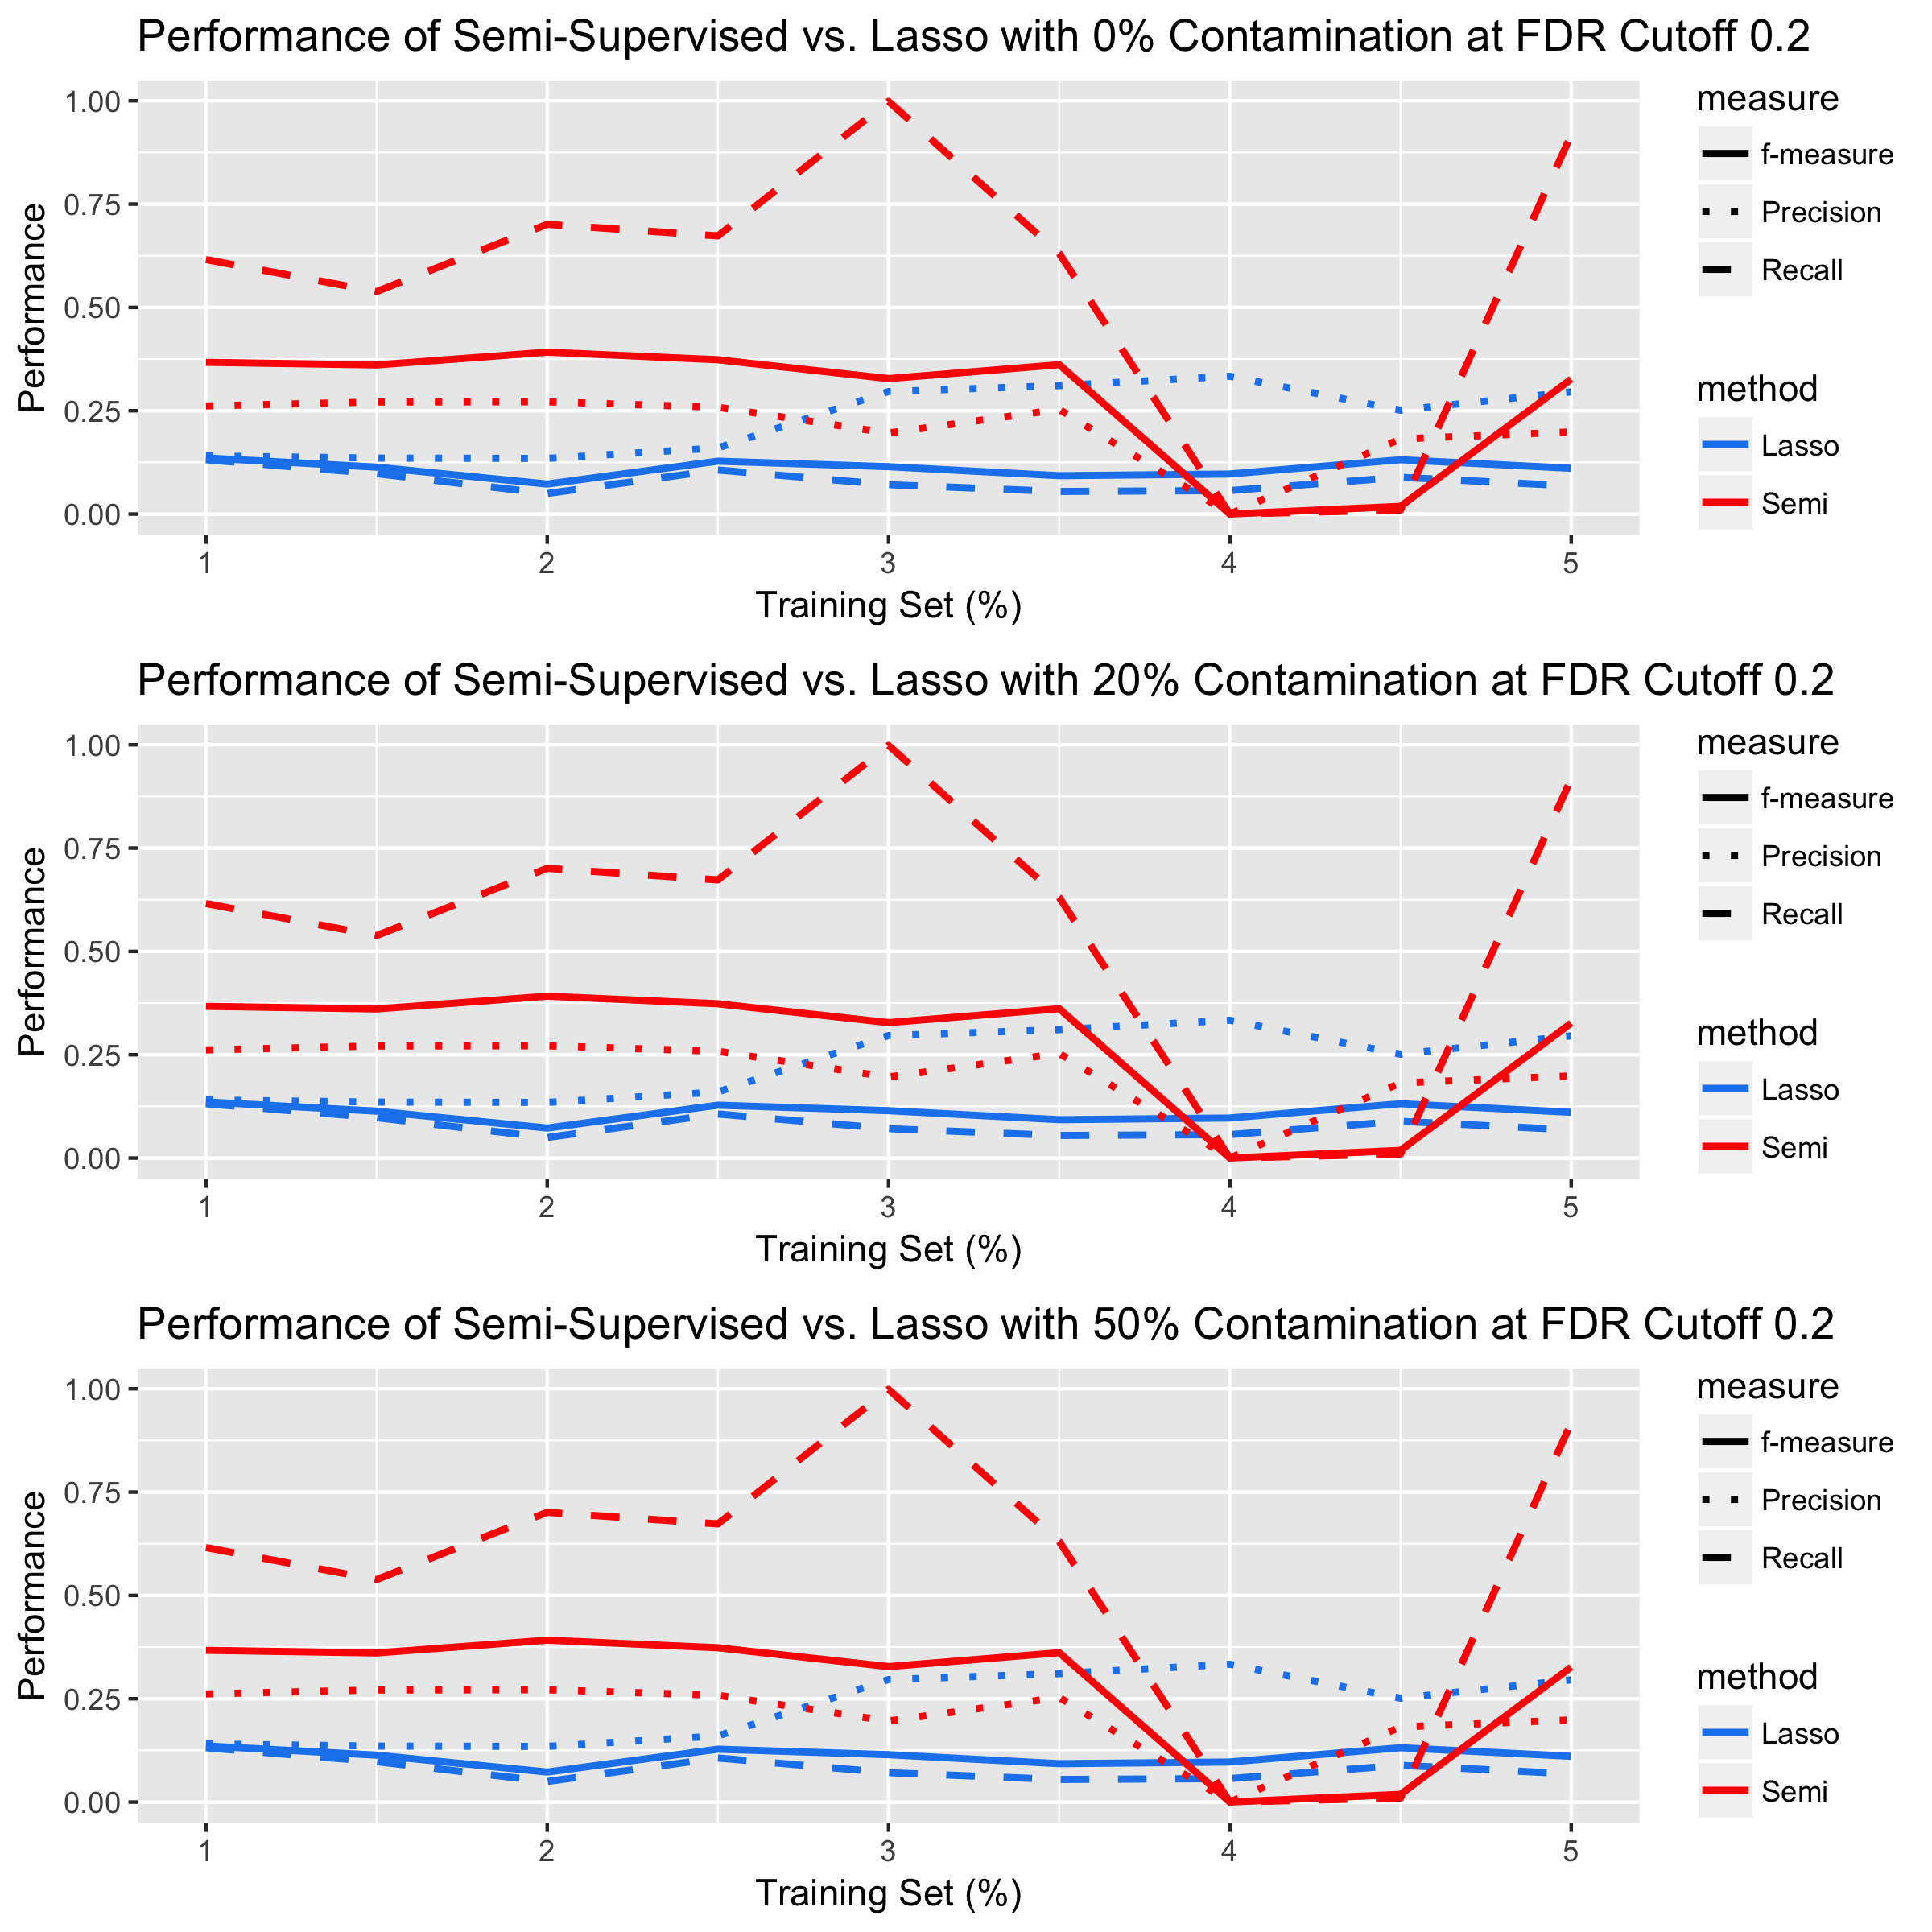 Performance of Semi-Supervised vs. Lasso with 0% Contamination at FDR Cutoff 0.2
1.00
0.75
0.50
0.25
0.00
Performance
1 2 3 4 5
Training Set (%)
measure
f-measure
Precision
Recall
method
Lasso
Semi
Performance of Semi-Supervised vs. Lasso with 20% Contamination at FDR Cutoff 0.2
1.00
0.75
0.50
0.25
0.00
Performance
1 2 3 4 5
Training Set (%)
measure
f-measure
Precision
Recall
method
Lasso
Semi
Performance of Semi-Supervised vs. Lasso with 50% Contamination at FDR Cutoff 0.2
1.00
0.75
0.50
0.25
0.00
Performance
1 2 3 4 5
Training Set (%)
measure
f-measure
Precision
Recall
method
Lasso
Semi